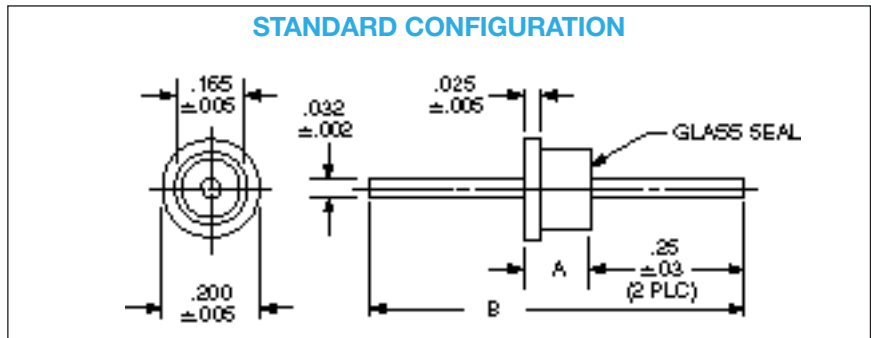 STANDARD CONFIGURATION
.165
±.005
.032
±.002
.025
±.005
GLASS SEAL
.200
±.005
A
.25
±.03
(2 PLC)
B